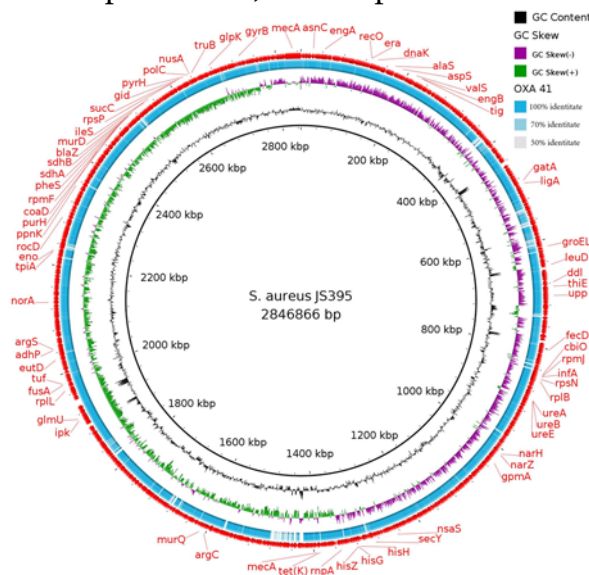 GC Content
GC Skew
GC Skew(-)
GC Skew(+)
OXA 41
100% identitate
70% identitate
50% identitate
mecA
asnC
engA
recO
era
dnaK
alaS
aspS
valS
engB
tig
gatA
ligA
groEL
leuD
ddl
thiE
upp
fecD
cbiO
rpmJ
infA
rpsN
rplB
ureA
ureB
ureE
narH
narZ
gpmA
nsaS
secY
hisH
hisG
hisZ
rnpA
tet(K)
mecA
argC
murQ
ipk
glmU
rplL
fusA
tuf
eutD
adhP
argS
norA
tpiA
eno
rocD
ppnK
purH
coaD
rpmF
pheS
sdhA
sdhB
blaZ
murD
ileS
rpsP
sucC
gid
pyrH
polC
nusA
truB
glpK
gyrB
2800 kbp
200 kbp
400 kbp
600 kbp
800 kbp
1000 kbp
1200 kbp
1400 kbp
1600 kbp
1800 kbp
2000 kbp
2200 kbp
2400 kbp
2600 kbp
S. aureus JS395
2846866 bp